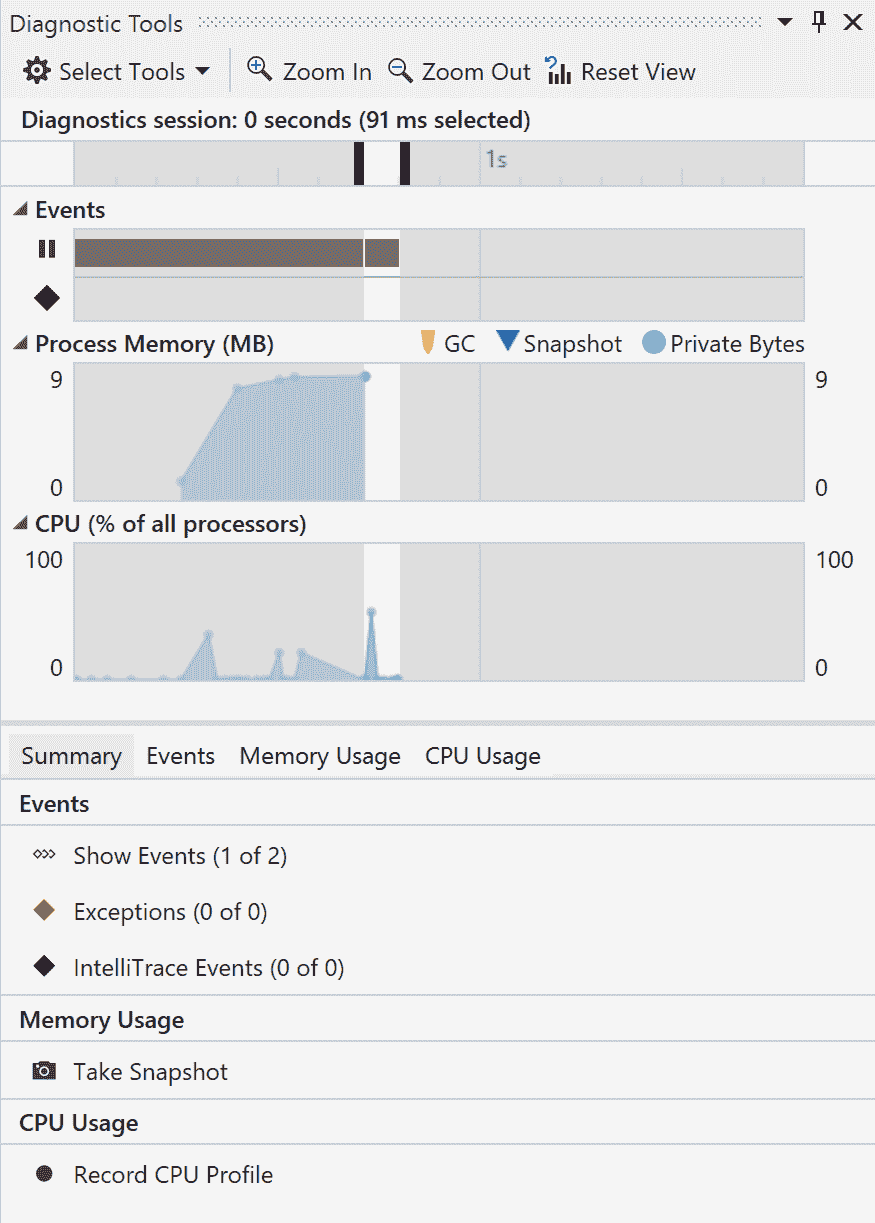 Diagnostic Tools
Select Tools Zoom In Zoom Out Reset View
Diagnostics session: 0 seconds (91 ms selected)
1s
Events
Process Memory (MB) GC Snapshot Private Bytes
9 9
0 0
CPU (% of all processors)
100 100
0 0
Summary Events Memory Usage CPU Usage
Events
Show Events (1 of 2)
Exceptions (0 of 0)
IntelliTrace Events (0 of 0)
Memory Usage
Take Snapshot
CPU Usage
Record CPU Profile